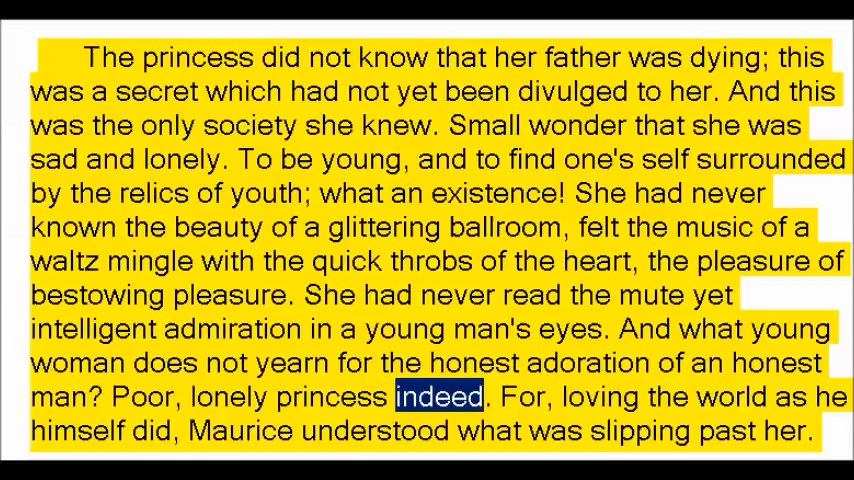 The princess did not know that her father was dying; this
was a secret which had not yet been divulged to her. And this
was the only society she knew. Small wonder that she was
sad and lonely. To be young, and to find one's self surrounded
by the relics of youth; what an existence! She had never
known the beauty of a glittering ballroom, felt the music of a
waltz mingle with the quick throbs of the heart, the pleasure of
bestowing pleasure. She had never read the mute yet
intelligent admiration in a young man's eyes. And what young
woman does not yearn for the honest adoration of an honest
man? Poor, lonely princess indeed. For, loving the world as he
himself did, Maurice understood what was slipping past her.